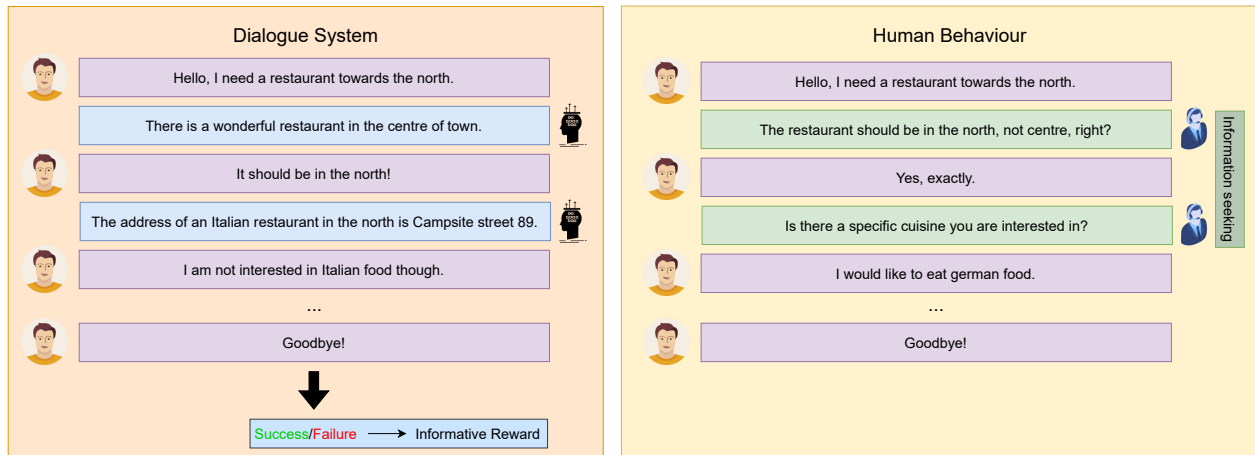 Dialogue System
Hello, I need a restaurant towards the north.
There is a wonderful restaurant in the centre of town.
It should be in the north!
The address of an Italian restaurant in the north is Campsite street 89.
I am not interested in Italian food though.
...
Goodbye!
Success/Failure
Informative Reward
Human Behaviour
Hello, I need a restaurant towards the north.
The restaurant should be in the north, not centre, right?
Yes, exactly.
Is there a specific cuisine you are interested in?
I would like to eat german food.
...
Goodbye!
Information seeking